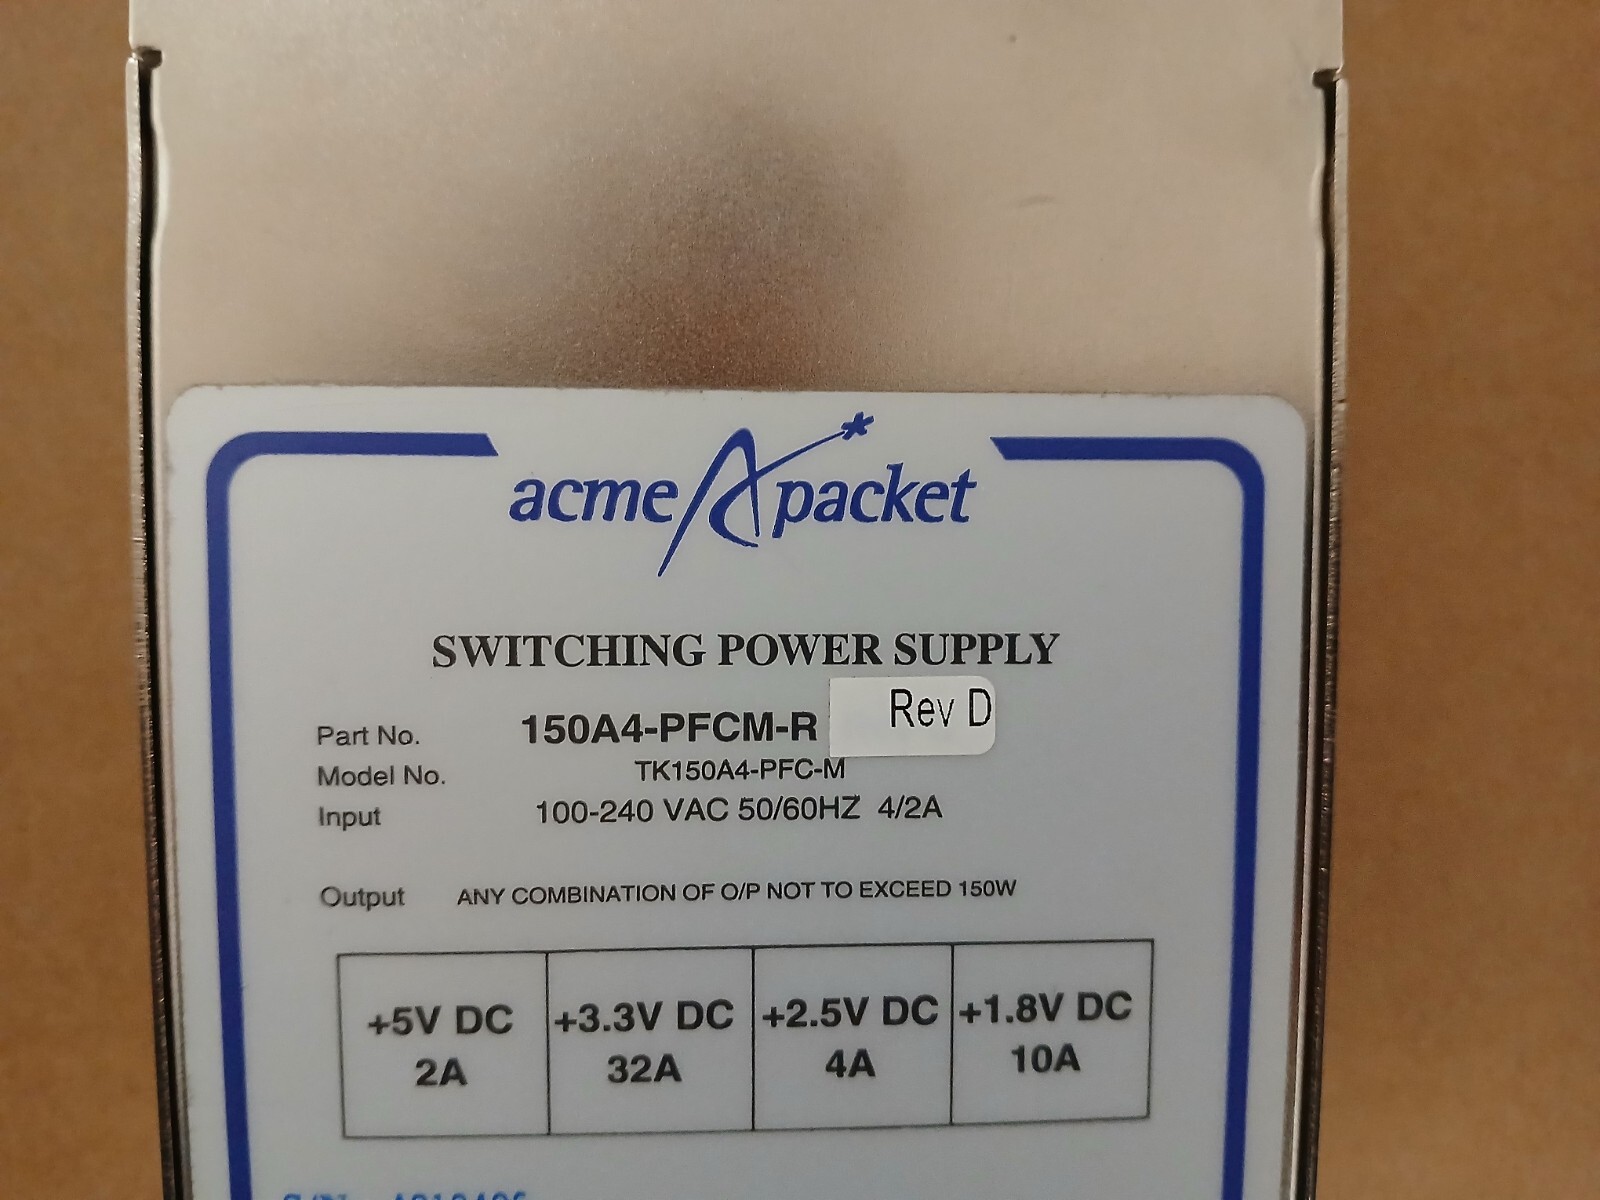 acme packet
SWITCHING POWER SUPPLY
Part No. 150A4-PFCM-R Rev D
Model No. TK150A4-PFC-M
Input 100-240 VAC 50/60HZ 4/2A
Output ANY COMBINATION OF O/P NOT TO EXCEED 150W
+5V DC +3.3V DC +2.5V DC +1.8V DC
2A 32A 4A 10A